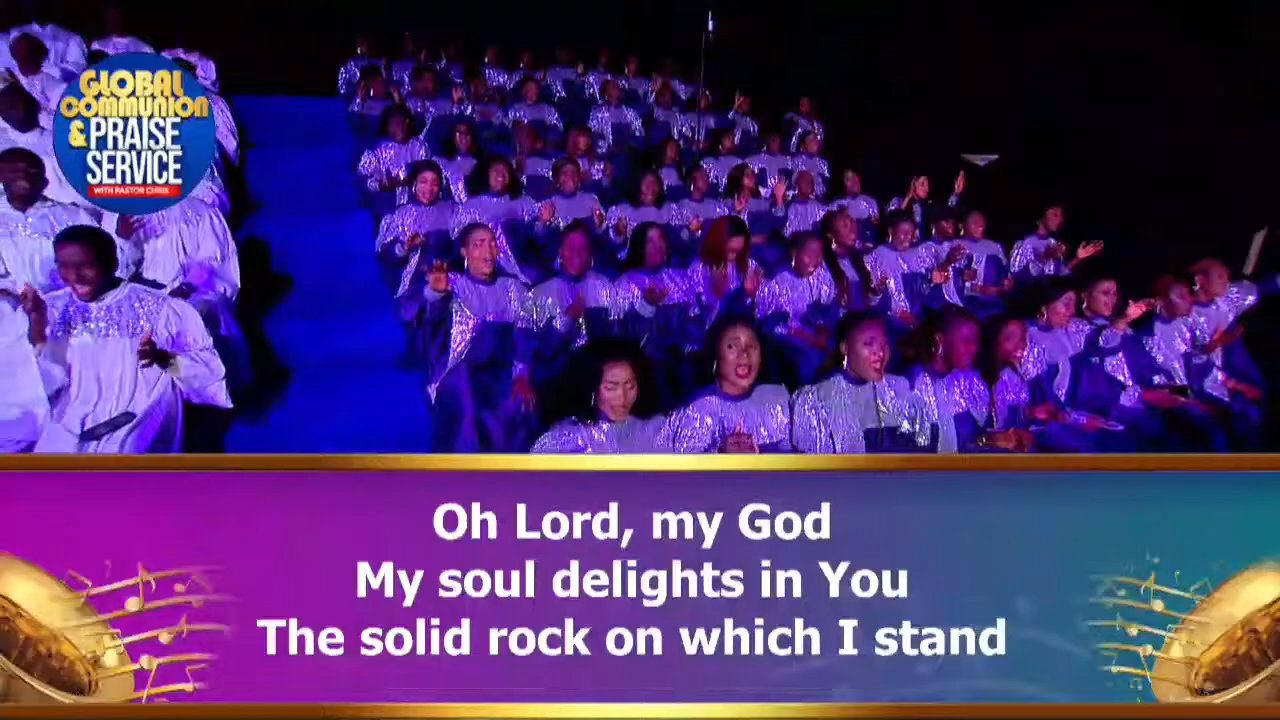 GLOBAL
COMMUNION
& PRAISE
SERVICE
WITH PASTOR CHRIS
Oh Lord, my God
My soul delights in You
The solid rock on which I stand